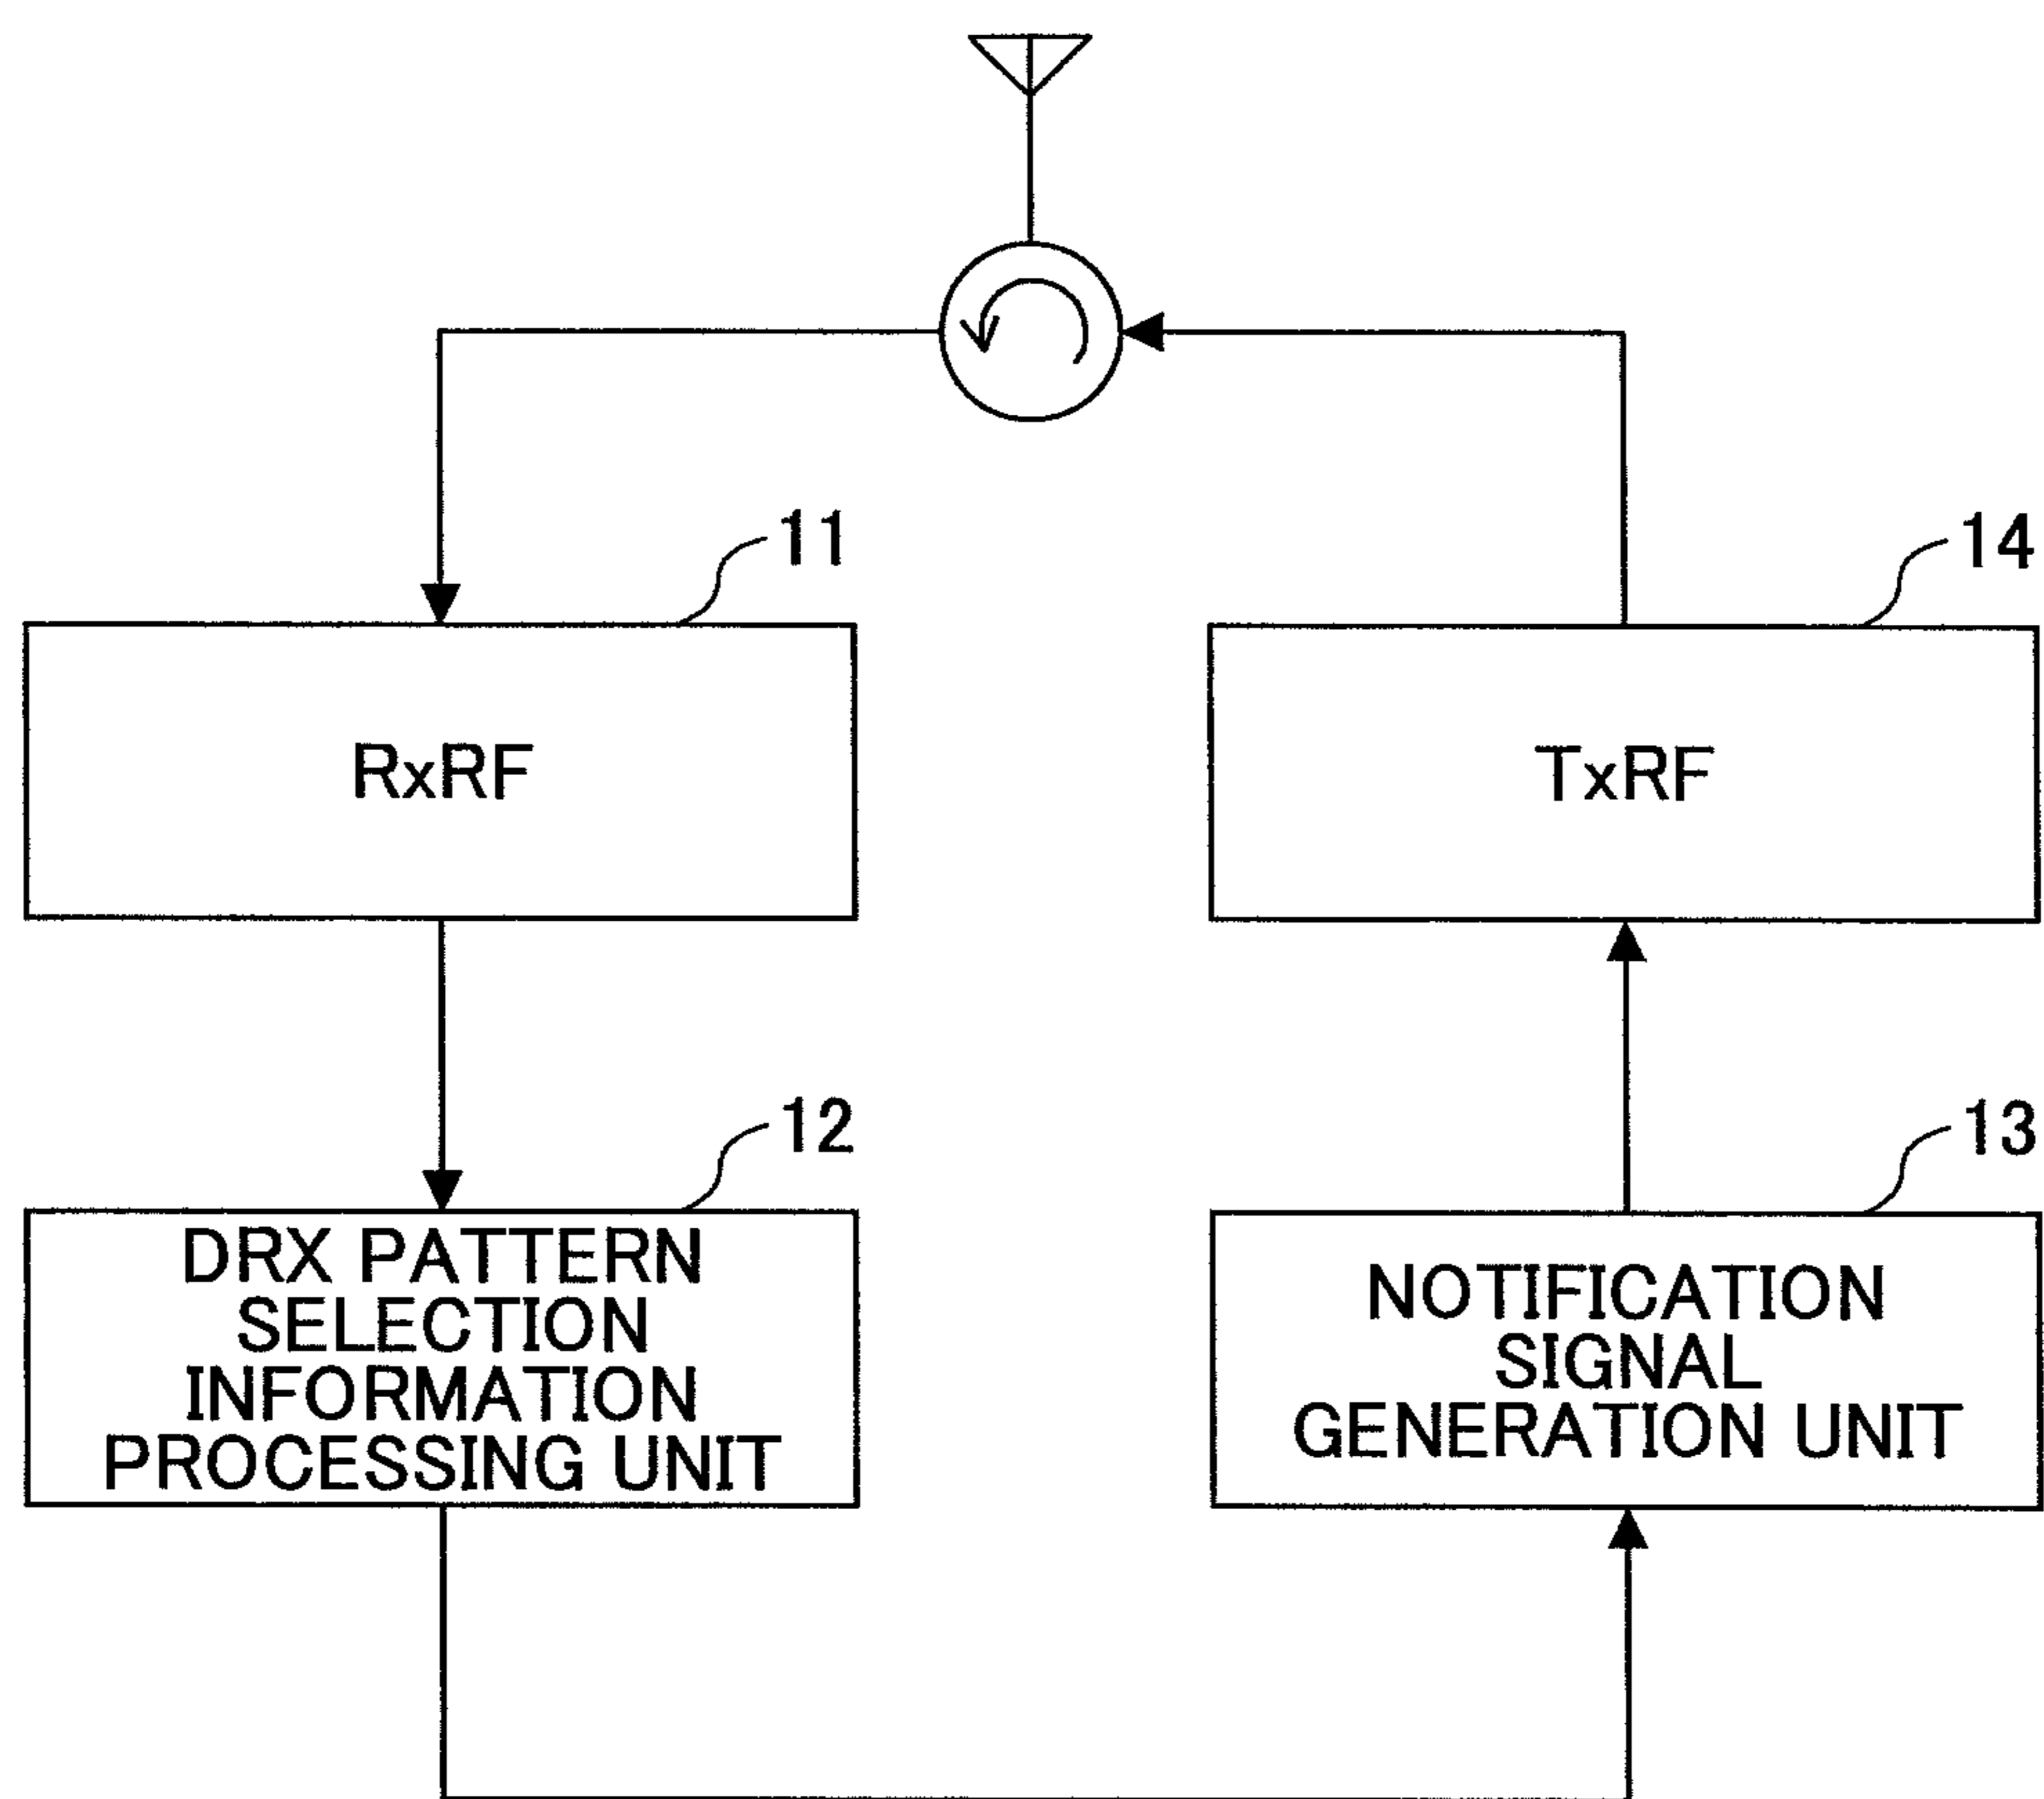 11
14
RxRF
TxRF
12
13
DRX PATTERN
SELECTION
INFORMATION
PROCESSING UNIT
NOTIFICATION
SIGNAL
GENERATION UNIT